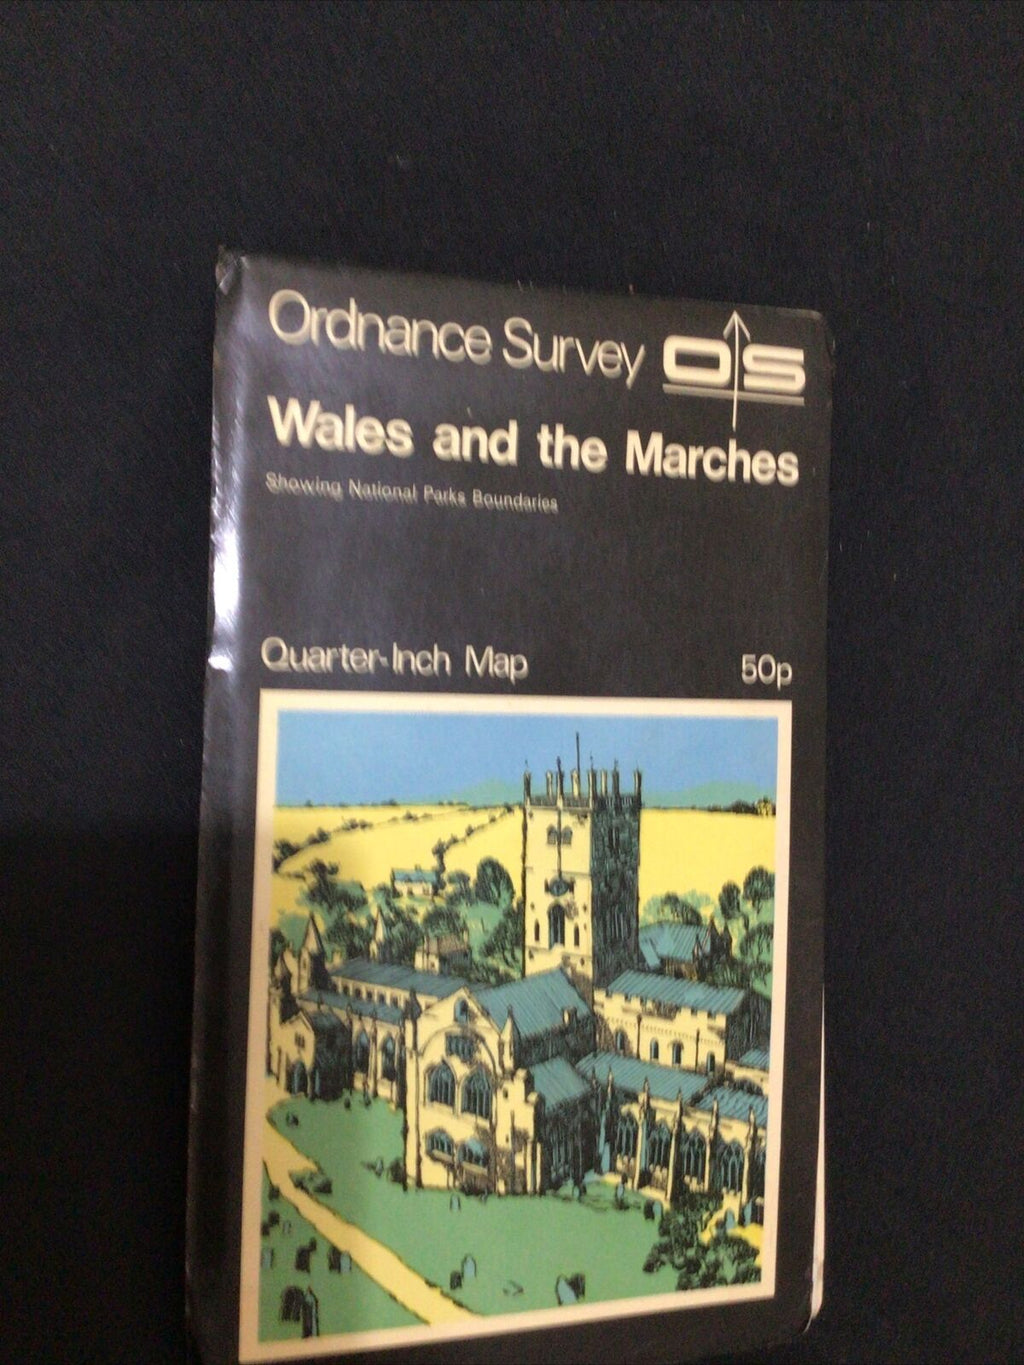 Ordnance Survey OS
Wales and the Marches
Showing National Parks Boundaries
Quarter-Inch Map 50p